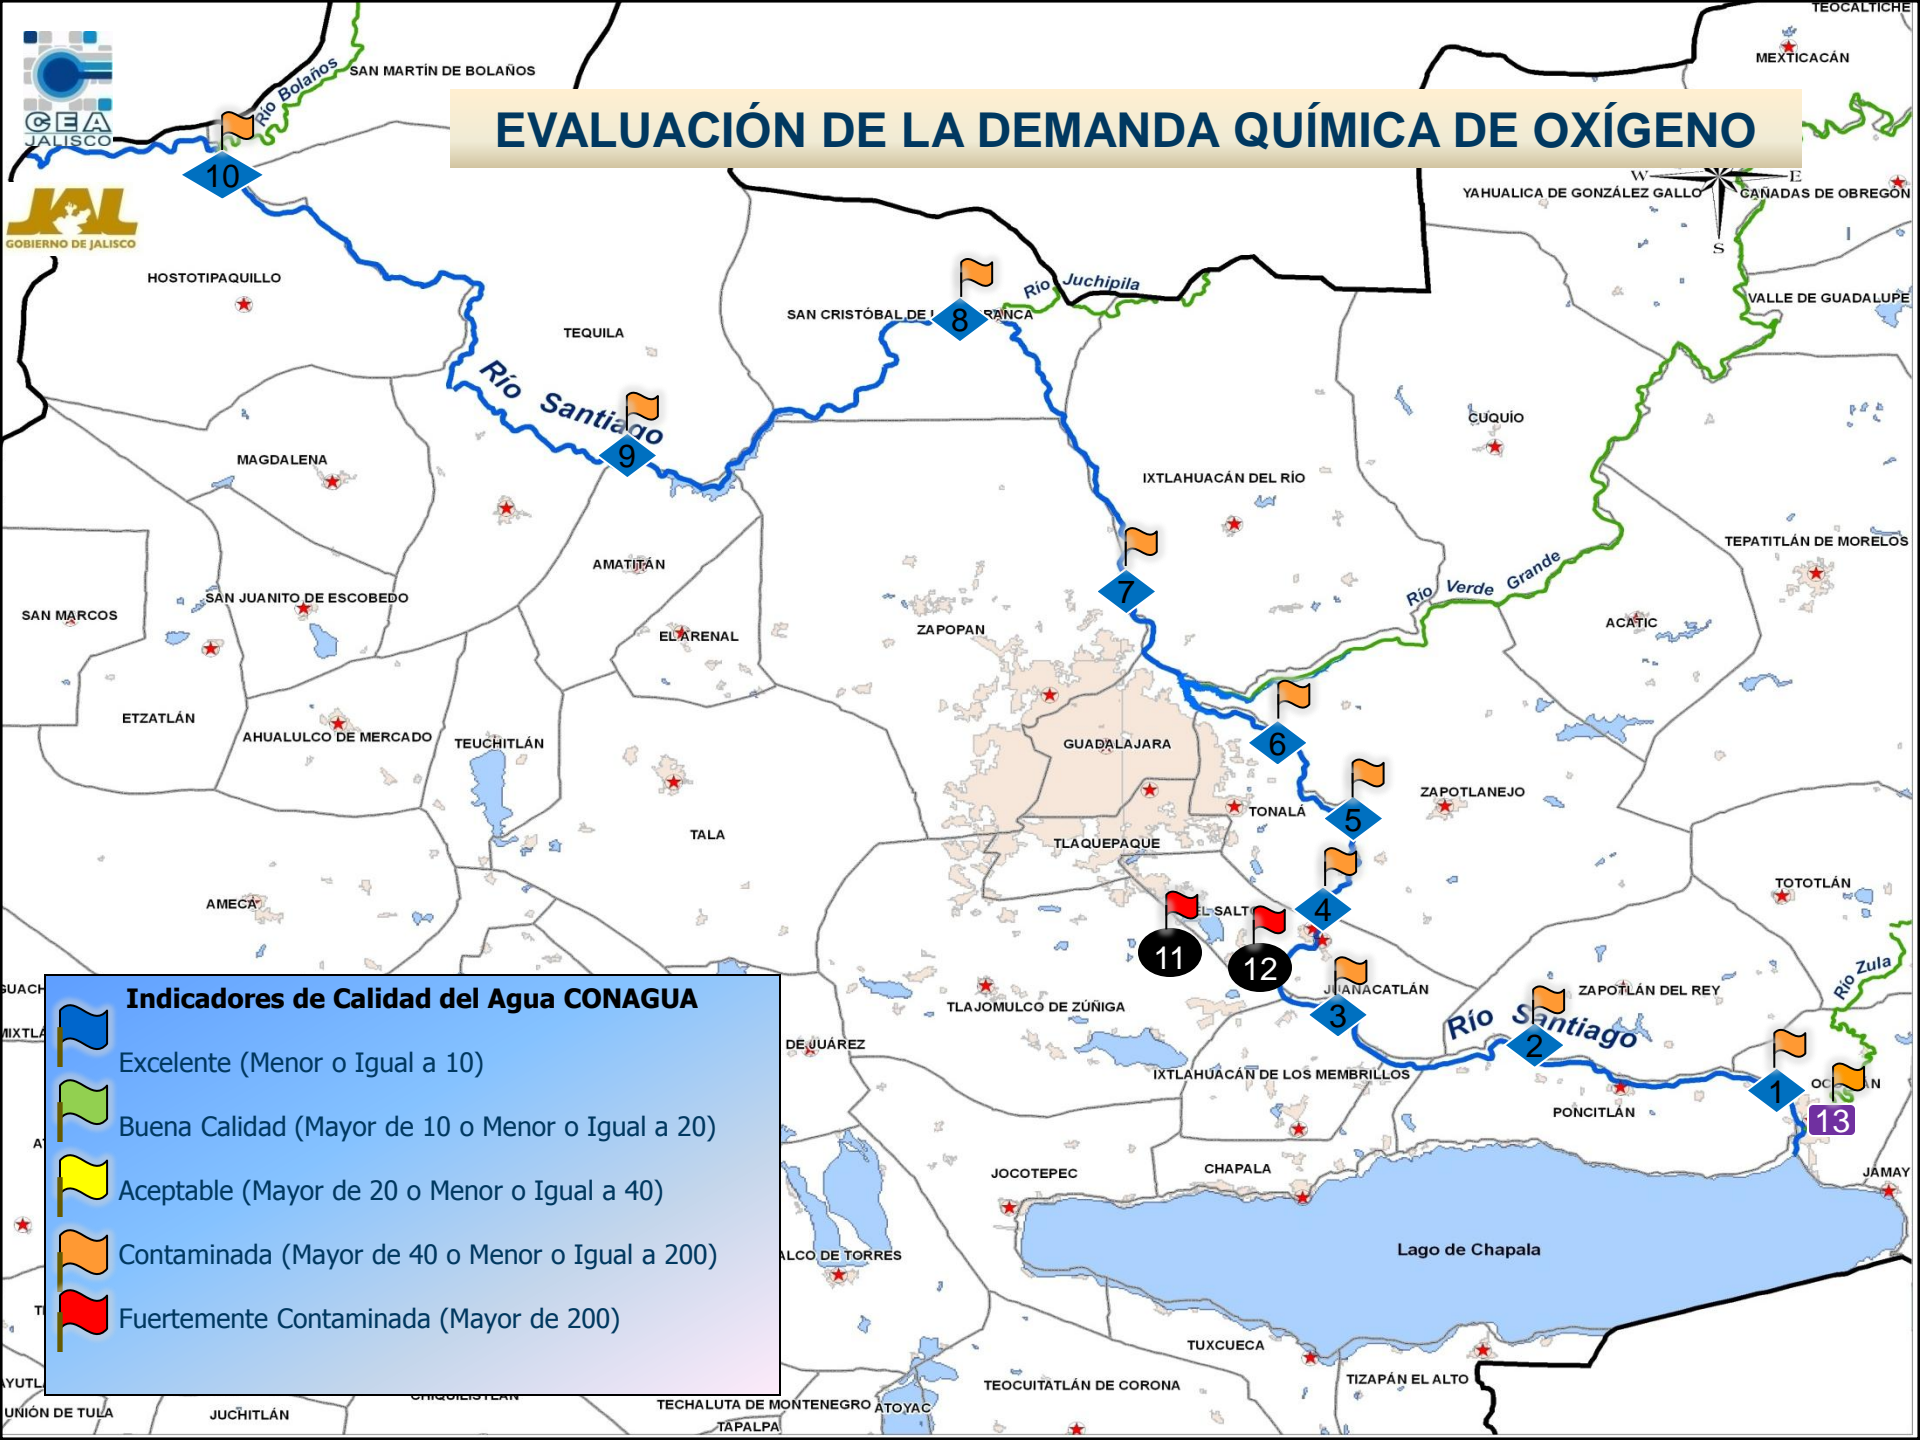 TEOCALTICHE
MEXTICACÁN
SAN MARTÍN DE BOLAÑOS
Río Bolaños
CEA
JALISCO
EVALUACIÓN DE LA DEMANDA QUÍMICA DE OXÍGENO
10
W
E
S
YAHUALICA DE GONZÁLEZ GALLO
CAÑADAS DE OBREGÓN
JAL
GOBIERNO DE JALISCO
HOSTOTIPAQUILLO
Río Juchipila
VALLE DE GUADALUPE
SAN CRISTÓBAL DE
8
TEQUILA
Río Santiago
9
CUQUÍO
MAGDALENA
IXTLAHUACÁN DEL RÍO
TEPATITLÁN DE MORELOS
AMATITÁN
7
Río Verde Grande
SAN JUANITO DE ESCOBEDO
SAN MARCOS
EL ARENAL
ZAPOPAN
ACATIC
ETZATLÁN
AHUALULCO DE MERCADO
TEUCHITLÁN
GUADALAJARA
6
ZAPOTLANEJO
TONALÁ
5
TALA
TLAQUEPAQUE
TOTOTLÁN
AMECA
EL SALTO
4
11
12
Río Zula
JUANACATLÁN
ZAPOTLÁN DEL REY
TLAJOMULCO DE ZÚÑIGA
3
Río Santiago
2
DE JUÁREZ
IXTLAHUACÁN DE LOS MEMBRILLOS
1
PONCITLÁN
13
Indicadores de Calidad del Agua CONAGUA
Excelente (Menor o Igual a 10)
Buena Calidad (Mayor de 10 o Menor o Igual a 20)
Aceptable (Mayor de 20 o Menor o Igual a 40)
Contaminada (Mayor de 40 o Menor o Igual a 200)
Fuertemente Contaminada (Mayor de 200)
JOCOTEPEC
CHAPALA
JAMAY
Lago de Chapala
ALCO DE TORRES
TUXCUECA
TIZAPÁN EL ALTO
TEOCUITATLÁN DE CORONA
TECHALUTA DE MONTENEGRO
ATOYAC
TAPALPA
UNIÓN DE TULA
JUCHITLÁN